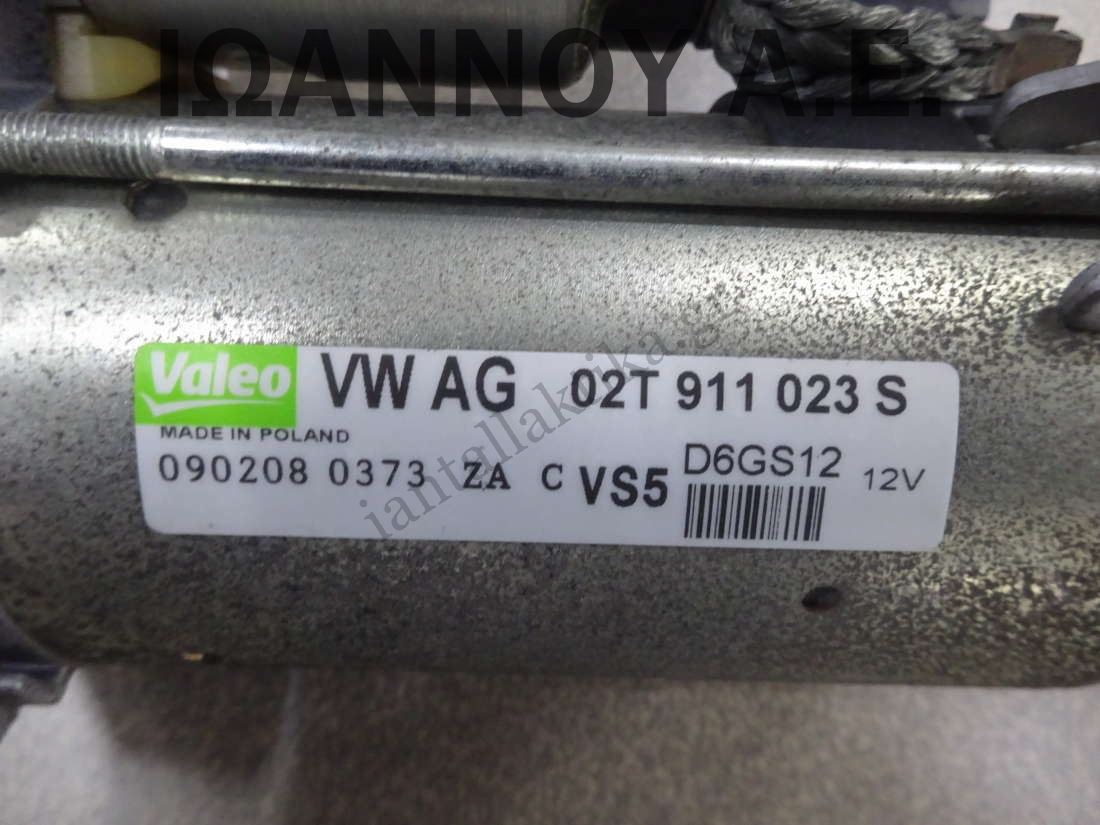 ΙΩΑΝΝΟΥ Α.Ε.
Valeo VW AG 02T 911 023 S
MADE IN POLAND
090208 0373 ZA C VS5 D6GS12 12V
iantallaktika.gr